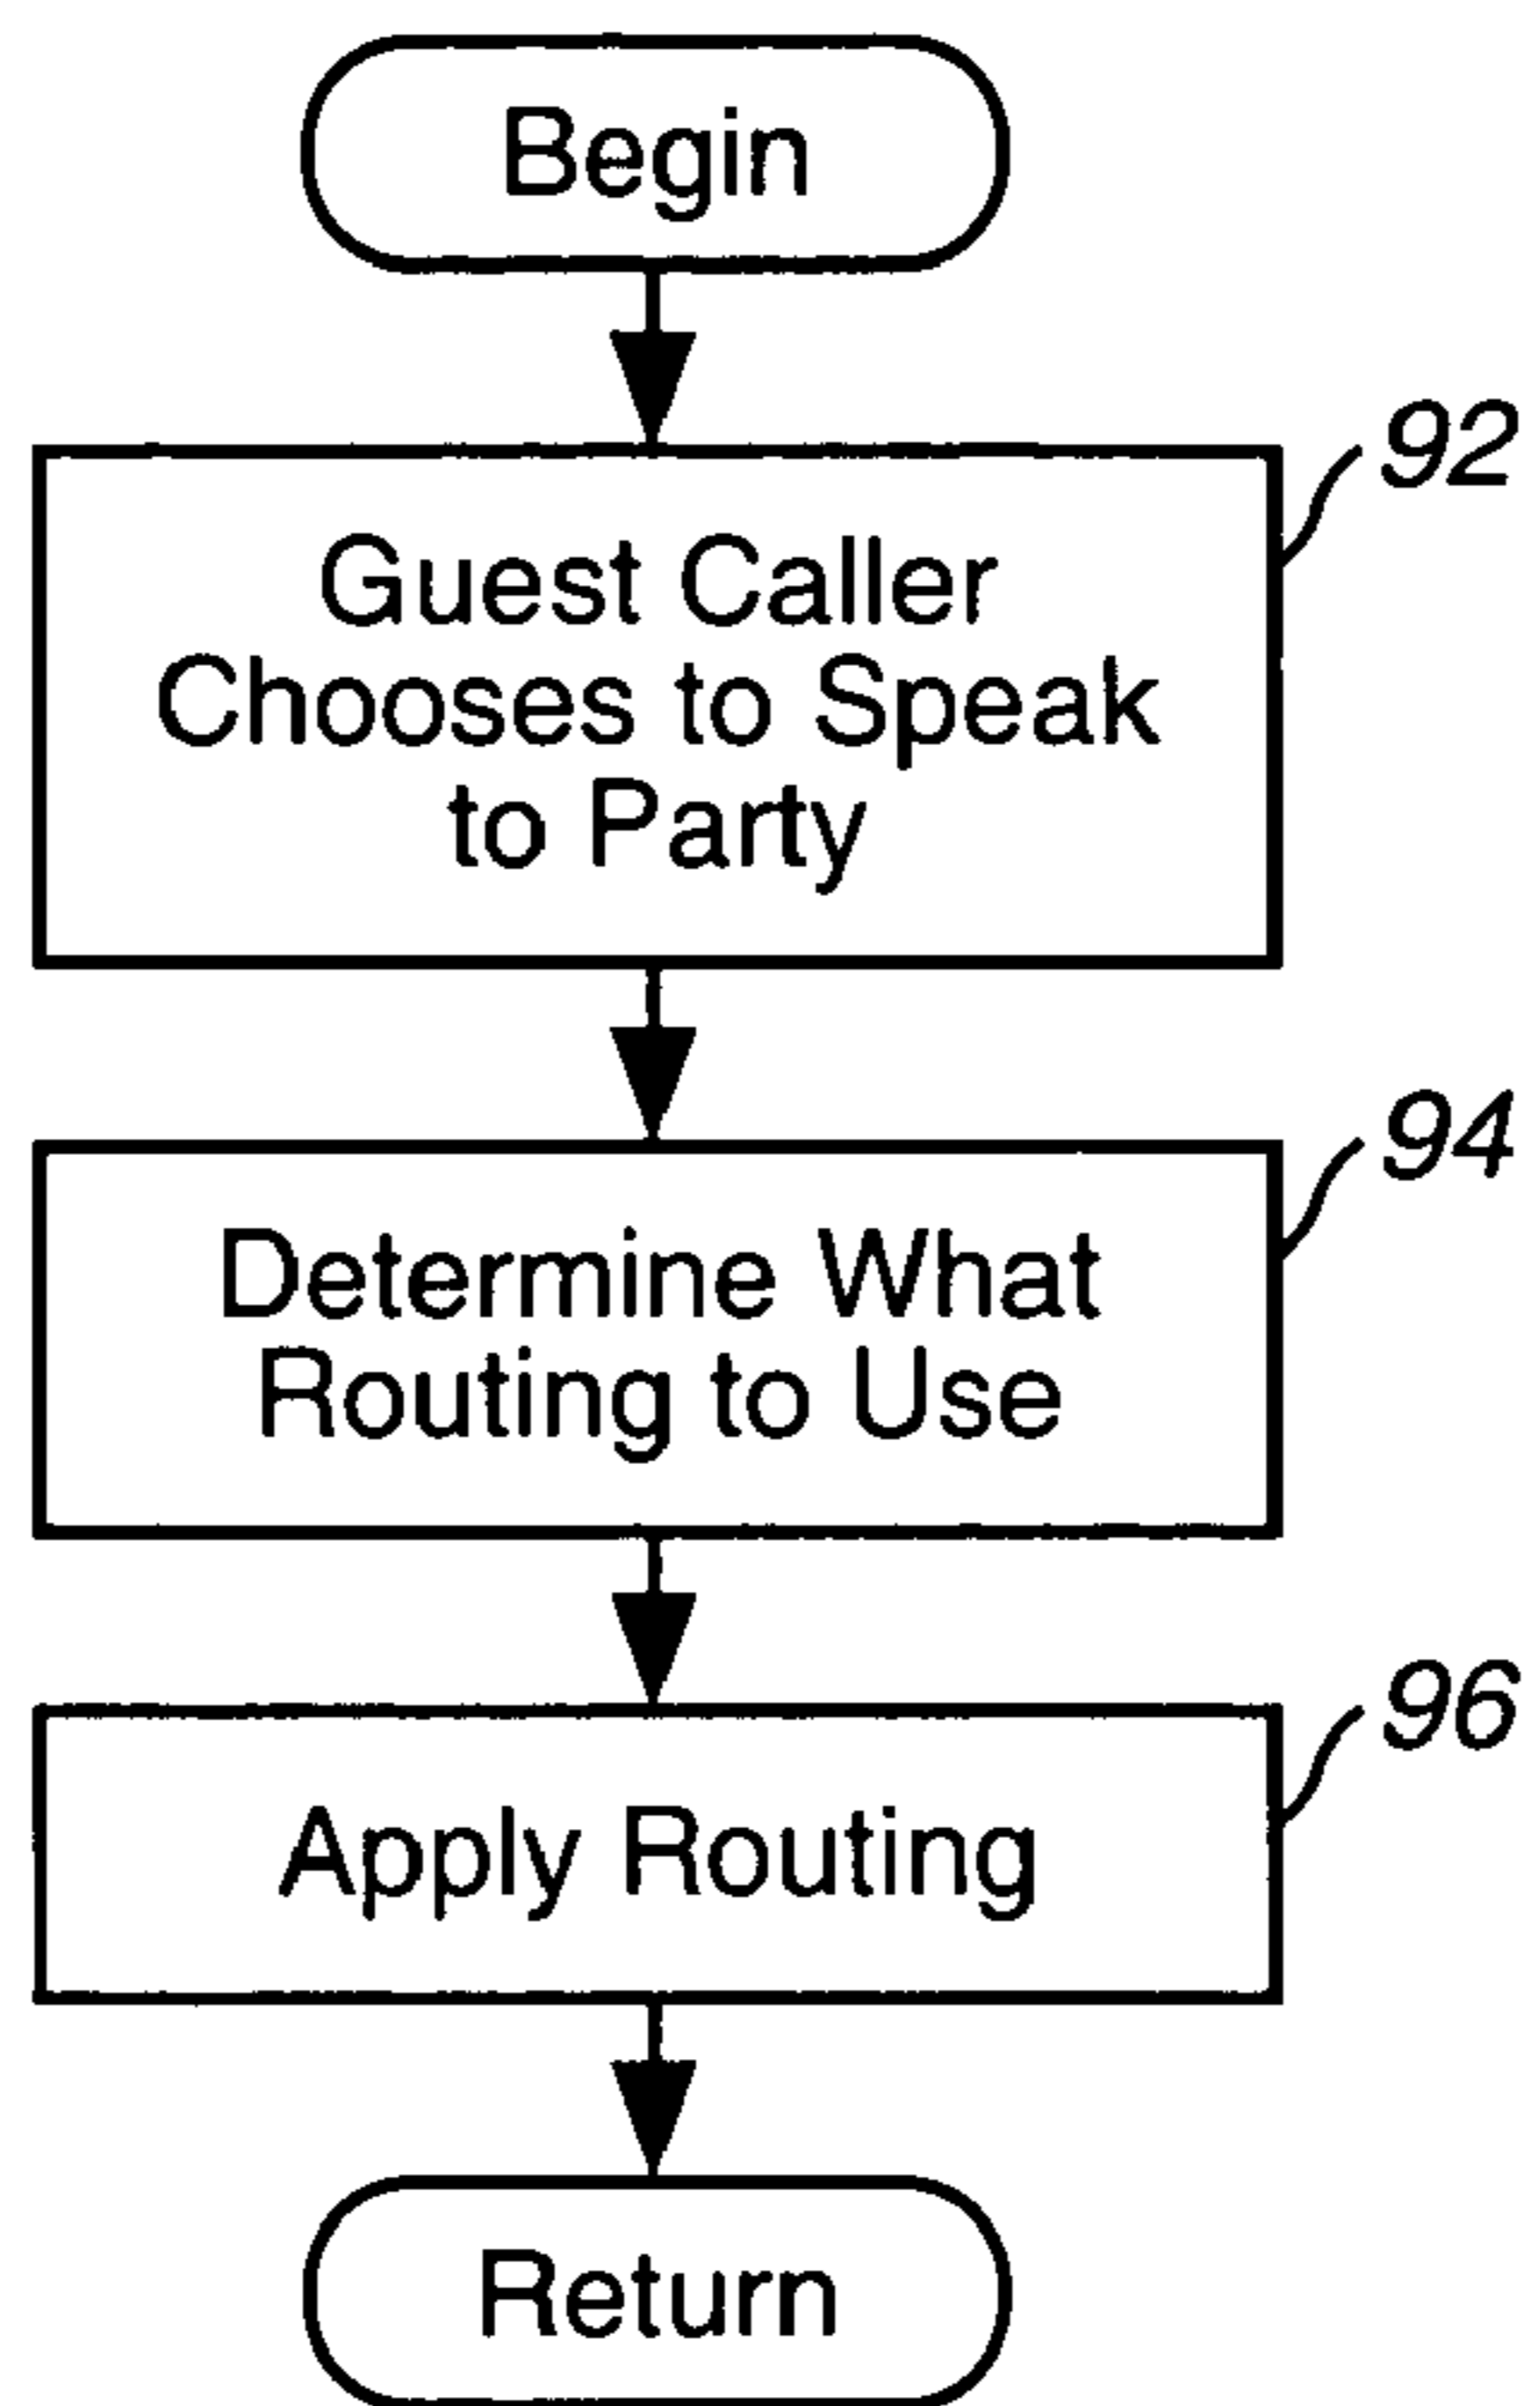 Begin
92
Guest Caller
Chooses to Speak
to Party
94
Determine What
Routing to Use
96
Apply Routing
Return